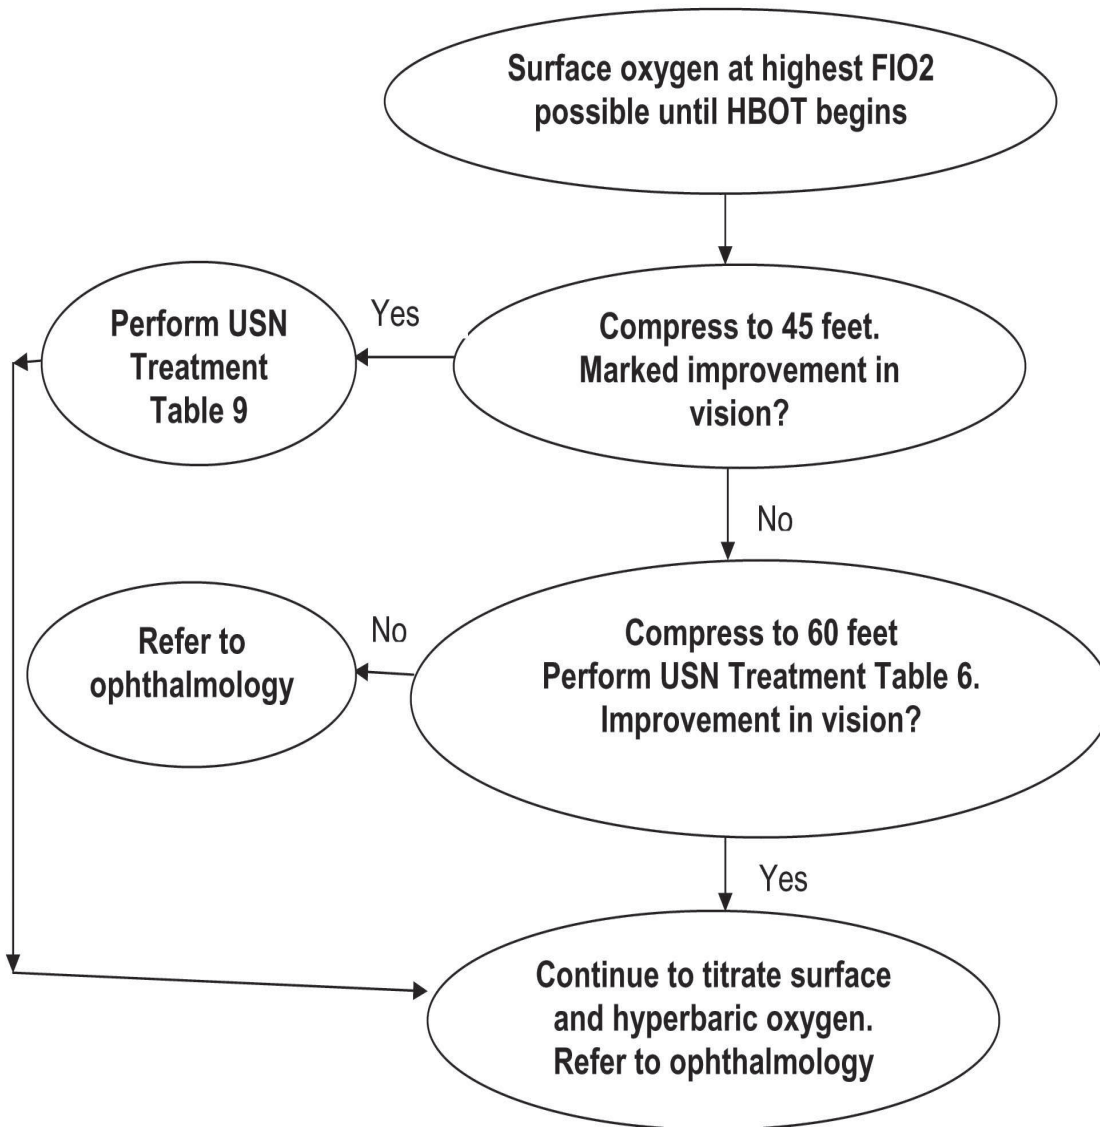 Surface oxygen at highest FIO2
possible until HBOT begins
Compress to 45 feet.
Marked improvement in
vision?
Yes
Perform USN
Treatment
Table 9
No
Compress to 60 feet
Perform USN Treatment Table 6.
Improvement in vision?
No
Refer to
ophthalmology
Yes
Continue to titrate surface
and hyperbaric oxygen.
Refer to ophthalmology